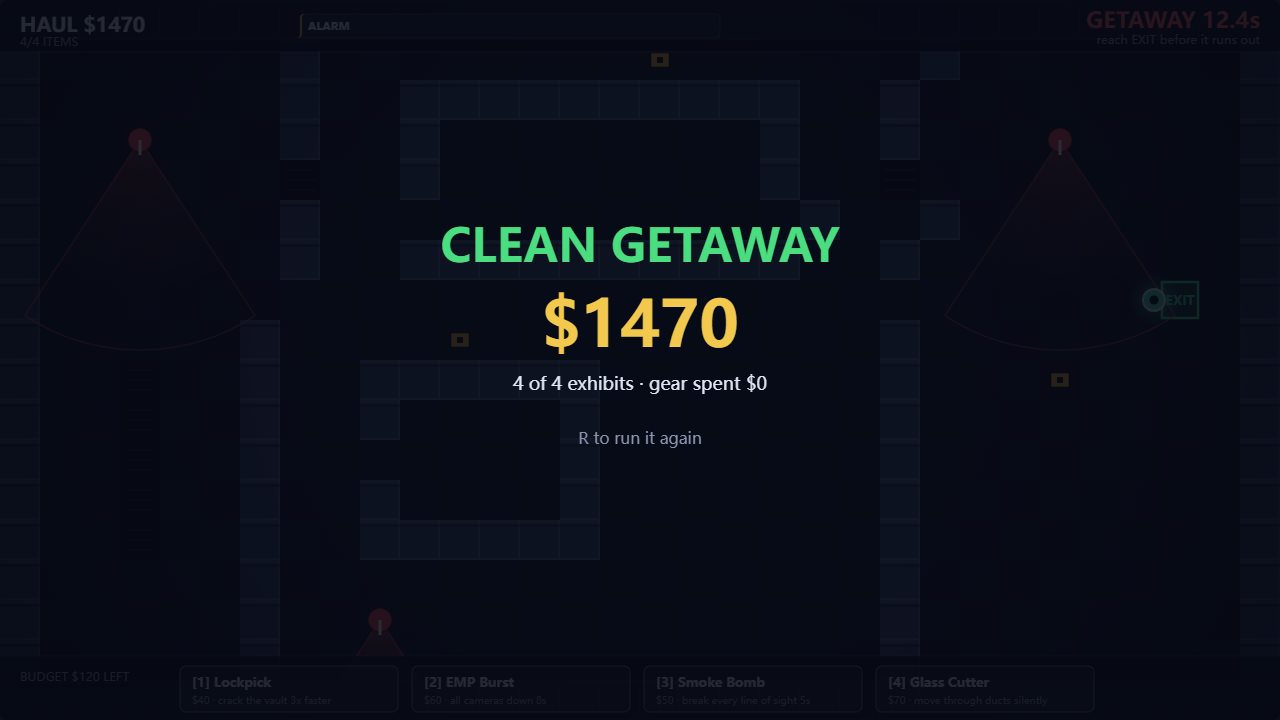 HAUL $1470
4/4 ITEMS
ALARM
GETAWAY 12.4s
reach EXIT before it runs out
CLEAN GETAWAY
$1470
4 of 4 exhibits · gear spent $0
R to run it again
EXIT
BUDGET $120 LEFT
[1] Lockpick
$40 · crack the vault 3s faster
[2] EMP Burst
$60 · all cameras down 8s
[3] Smoke Bomb
$50 · break every line of sight 5s
[4] Glass Cutter
$70 · move through ducts silently